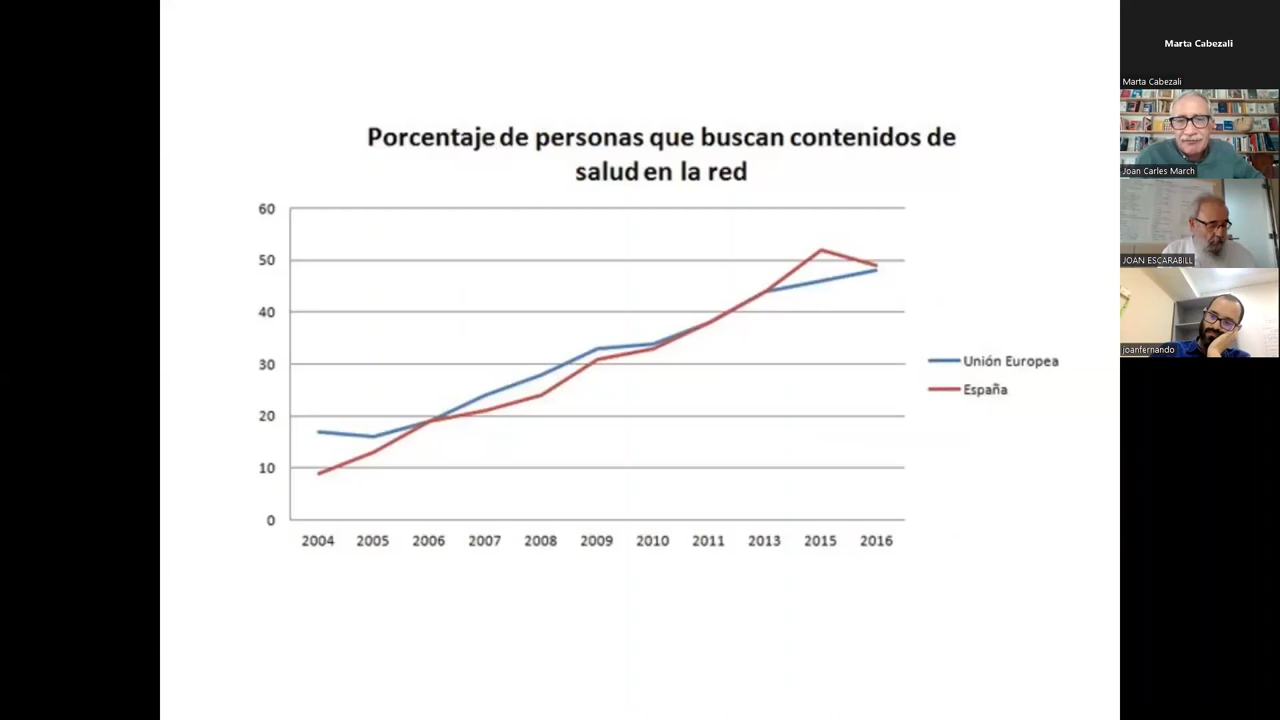 Porcentaje de personas que buscan contenidos de
salud en la red
60
50
40
30
20
10
0
2004 2005 2006 2007 2008 2009 2010 2011 2013 2015 2016
Unión Europea
España
Marta Cabezali
Marta Cabezali
Joan Carles March
JOAN ESCARABILL
joanfernando